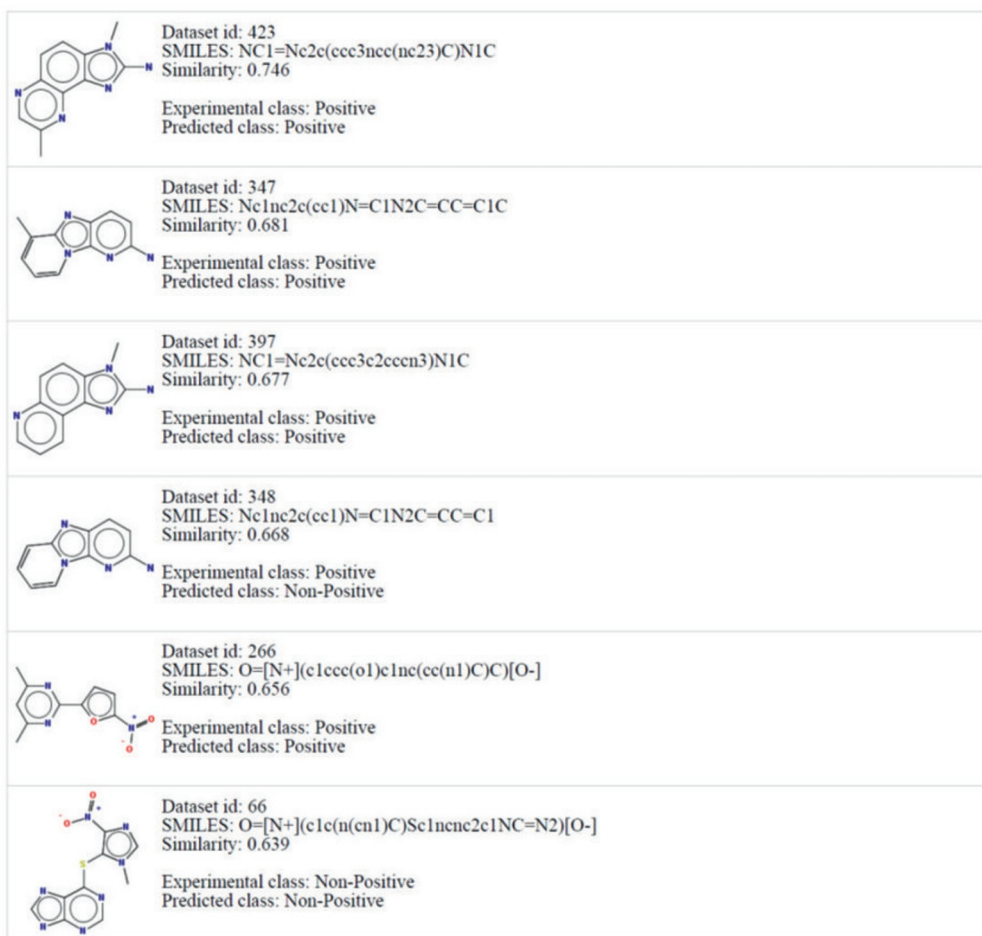 Dataset id: 423
SMILES: NC1=Nc2c(ccc3ncc(nc23)C)N1C
Similarity: 0.746
Experimental class: Positive
Predicted class: Positive
Dataset id: 347
SMILES: Nc1nc2c(cc1)N=C1N2C=CC=C1C
Similarity: 0.681
Experimental class: Positive
Predicted class: Positive
Dataset id: 397
SMILES: NC1=Nc2c(ccc3c2cccn3)N1C
Similarity: 0.677
Experimental class: Positive
Predicted class: Positive
Dataset id: 348
SMILES: Nc1nc2c(cc1)N=C1N2C=CC=C1
Similarity: 0.668
Experimental class: Positive
Predicted class: Non-Positive
Dataset id: 266
SMILES: O=[N+](c1ccc(o1)c1nc(cc(n1)C)C)[O-]
Similarity: 0.656
Experimental class: Positive
Predicted class: Positive
Dataset id: 66
SMILES: O=[N+](c1c(n(cn1)C)Sc1ncnc2c1NC=N2)[O-]
Similarity: 0.639
Experimental class: Non-Positive
Predicted class: Non-Positive